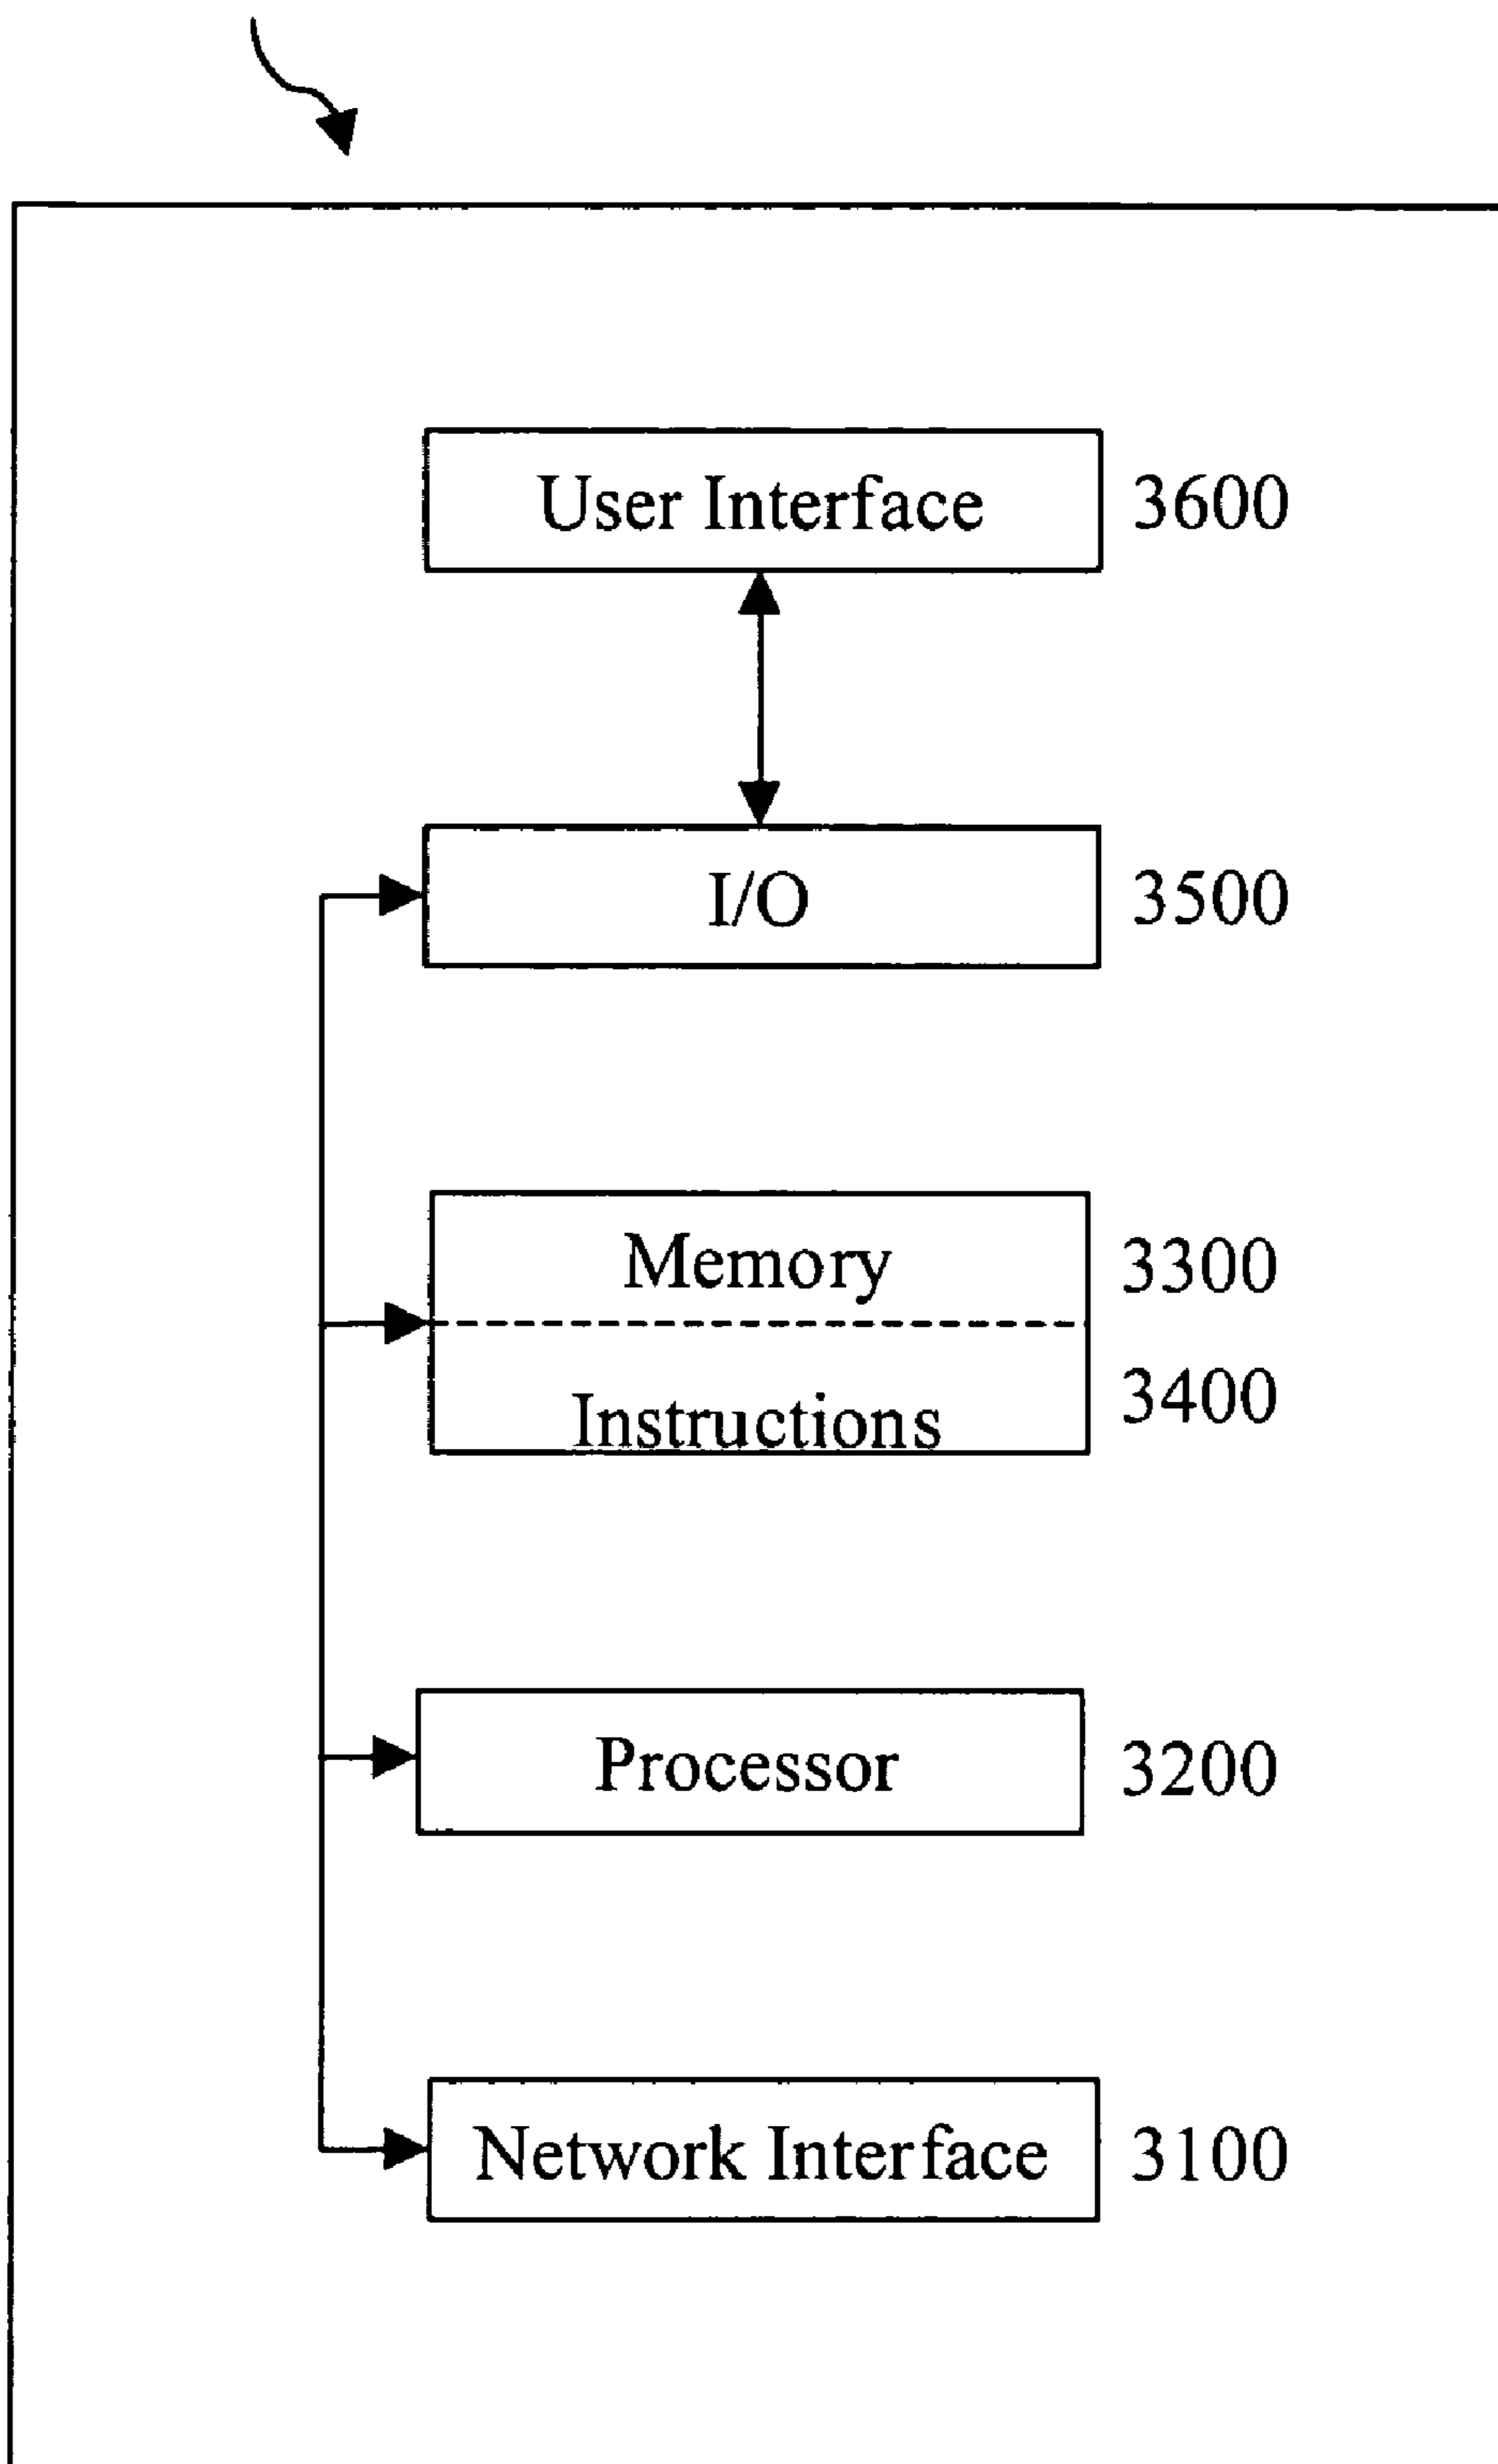 User Interface 3600
I/O 3500
Memory 3300
Instructions 3400
Processor 3200
Network Interface 3100